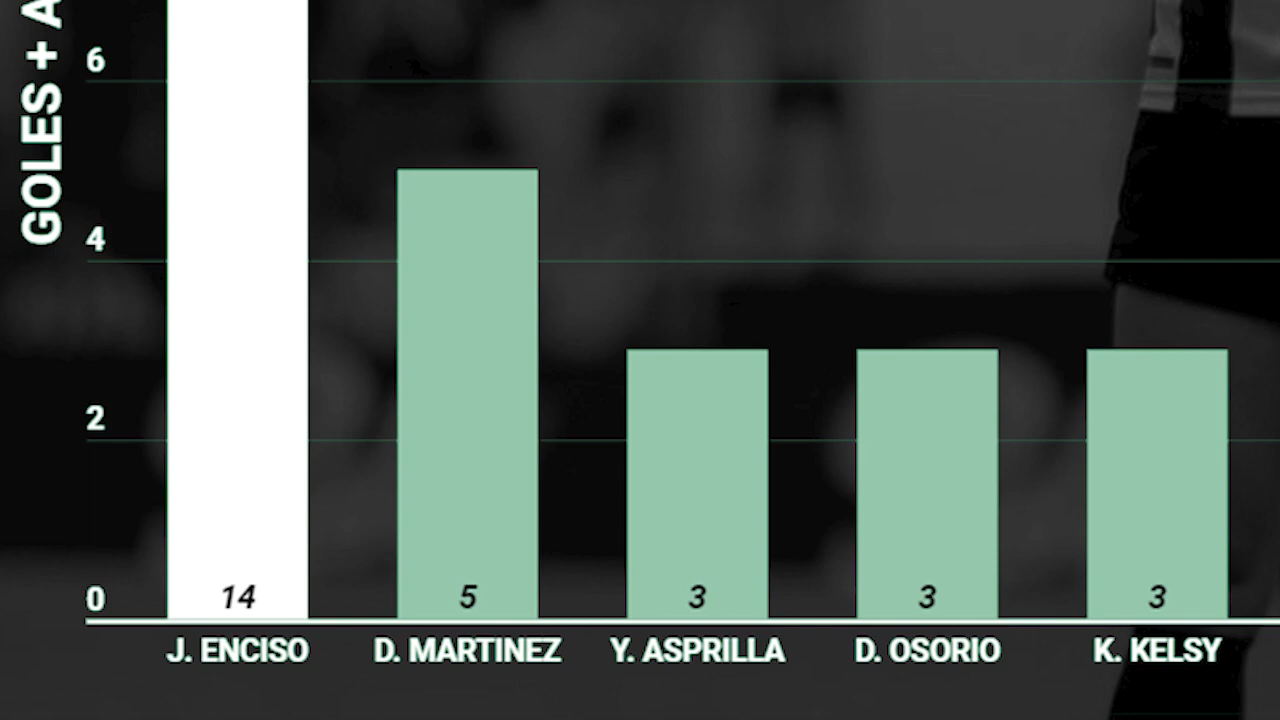 GOLES + A
6
4
2
0
14
5
3
3
3
J. ENCISO
D. MARTINEZ
Y. ASPRILLA
D. OSORIO
K. KELSY